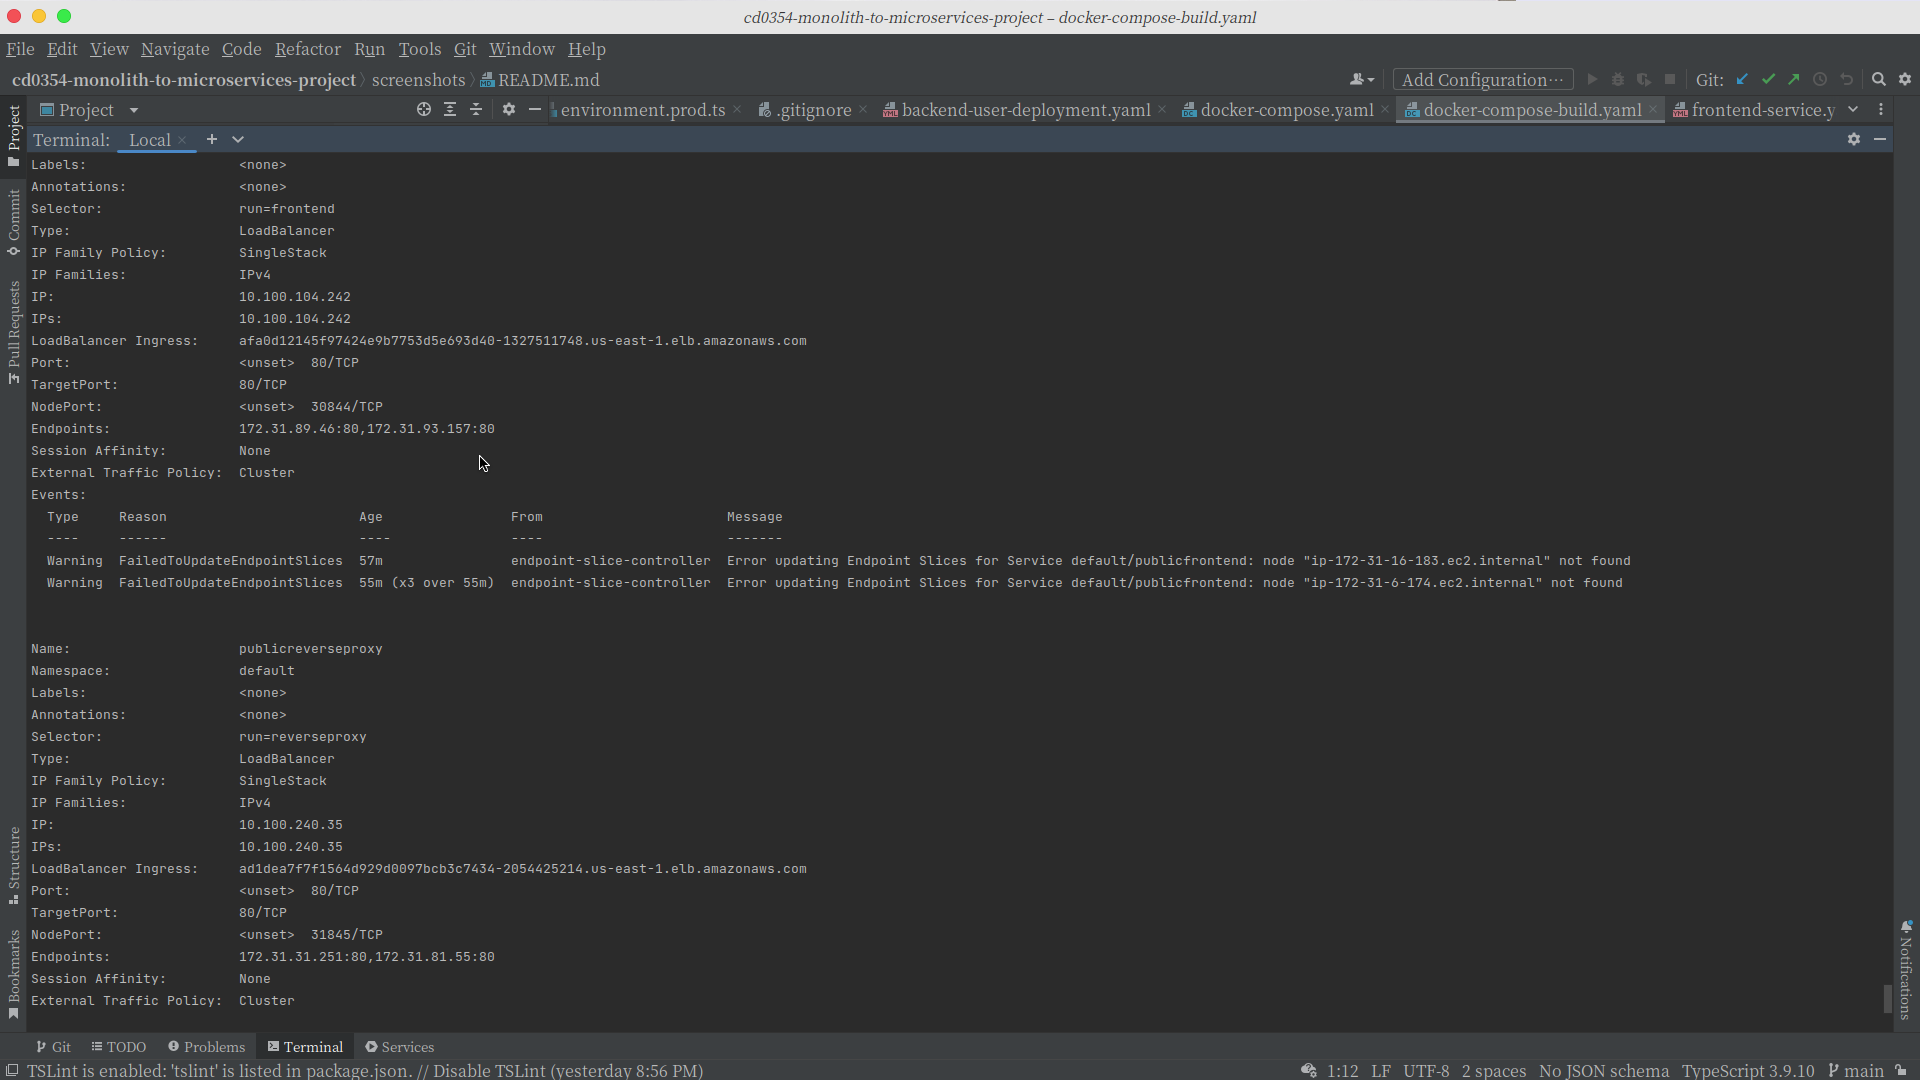 cd0354-monolith-to-microservices-project – docker-compose-build.yaml
File Edit View Navigate Code Refactor Run Tools Git Window Help
cd0354-monolith-to-microservices-project screenshots README.md Add Configuration... Git:
Project environment.prod.ts .gitignore backend-user-deployment.yaml docker-compose.yaml docker-compose-build.yaml frontend-service.y
Terminal: Local
Labels: <none>
Annotations: <none>
Selector: run=frontend
Type: LoadBalancer
IP Family Policy: SingleStack
IP Families: IPv4
IP: 10.100.104.242
IPs: 10.100.104.242
LoadBalancer Ingress: afa0d12145f97424e9b7753d5e693d40-1327511748.us-east-1.elb.amazonaws.com
Port: <unset> 80/TCP
TargetPort: 80/TCP
NodePort: <unset> 30844/TCP
Endpoints: 172.31.89.46:80,172.31.93.157:80
Session Affinity: None
External Traffic Policy: Cluster
Events:
Type Reason Age From Message
---- ------ ---- ---- -------
Warning FailedToUpdateEndpointSlices 57m endpoint-slice-controller Error updating Endpoint Slices for Service default/publicfrontend: node "ip-172-31-16-183.ec2.internal" not found
Warning FailedToUpdateEndpointSlices 55m (x3 over 55m) endpoint-slice-controller Error updating Endpoint Slices for Service default/publicfrontend: node "ip-172-31-6-174.ec2.internal" not found
Name: publicreverseproxy
Namespace: default
Labels: <none>
Annotations: <none>
Selector: run=reverseproxy
Type: LoadBalancer
IP Family Policy: SingleStack
IP Families: IPv4
IP: 10.100.240.35
IPs: 10.100.240.35
LoadBalancer Ingress: ad1dea7f7f1564d929d0097bcb3c7434-2054425214.us-east-1.elb.amazonaws.com
Port: <unset> 80/TCP
TargetPort: 80/TCP
NodePort: <unset> 31845/TCP
Endpoints: 172.31.31.251:80,172.31.81.55:80
Session Affinity: None
External Traffic Policy: Cluster
Project
Commit
Pull Requests
Structure
Bookmarks
Notifications
Git TODO Problems Terminal Services
TSLint is enabled: 'tslint' is listed in package.json. // Disable TSLint (yesterday 8:56 PM) 1:12 LF UTF-8 2 spaces No JSON schema TypeScript 3.9.10 main